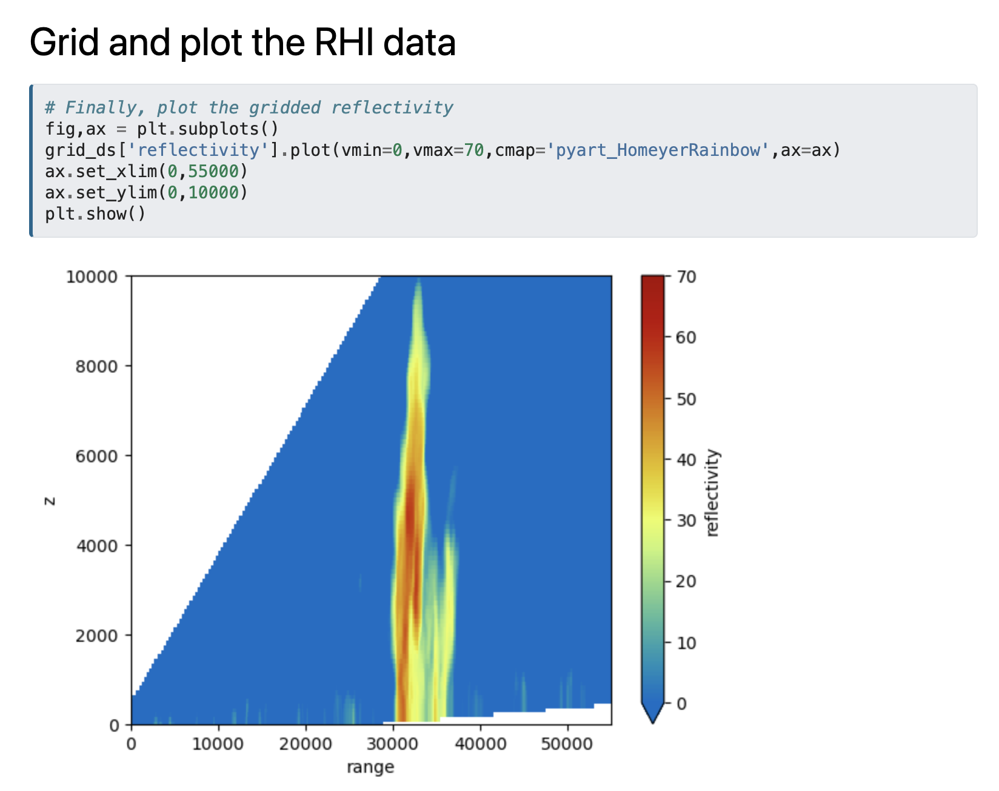 Grid and plot the RHI data
# Finally, plot the gridded reflectivity
fig,ax = plt.subplots()
grid_ds['reflectivity'].plot(vmin=0,vmax=70,cmap='pyart_HomeyerRainbow',ax=ax)
ax.set_xlim(0,55000)
ax.set_ylim(0,10000)
plt.show()
10000
8000
6000
4000
2000
0
z
0 10000 20000 30000 40000 50000
range
70
60
50
40
30
20
10
0
reflectivity